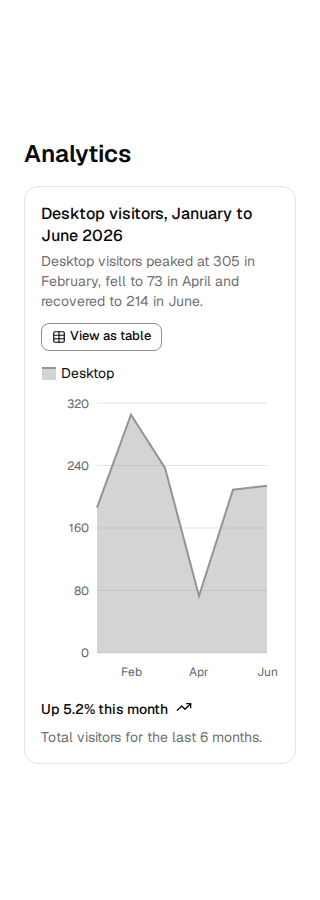 Analytics
Desktop visitors, January to
June 2026
Desktop visitors peaked at 305 in
February, fell to 73 in April and
recovered to 214 in June.
View as table
Desktop
320
240
160
80
0
Feb Apr Jun
Up 5.2% this month
Total visitors for the last 6 months.